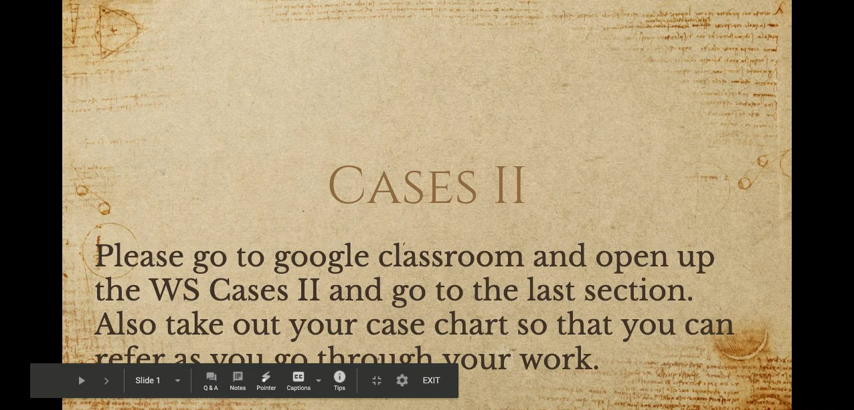 Cases II
Please go to google classroom and open up
the WS Cases II and go to the last section.
Also take out your case chart so that you can
refer as you go through your work.
Slide 1
Q & A
Notes
Pointer
CC
Captions
Tips
EXIT